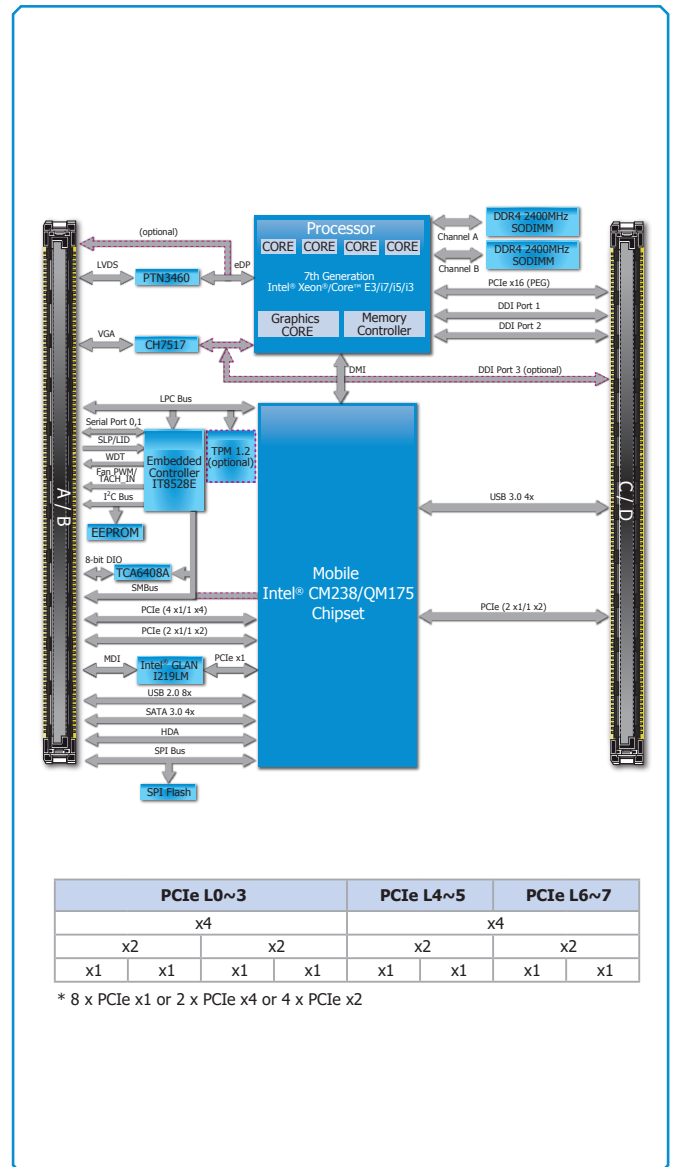 (optional)
LVDS
PTN3460
eDP
VGA
CH7517
Processor
CORE CORE CORE CORE
7th Generation
Intel® Xeon®/Core™ E3/i7/i5/i3
Graphics
CORE
Memory
Controller
Channel A
DDR4 2400MHz
SODIMM
Channel B
DDR4 2400MHz
SODIMM
PCIe x16 (PEG)
DDI Port 1
DDI Port 2
DMI
DDI Port 3 (optional)
LPC Bus
Serial Port 0,1
SLP/LID
WDT
Fan PWM/
TACH_IN
I²C Bus
Embedded
Controller
IT8528E
TPM 1.2
(optional)
EEPROM
8-bit DIO
TCA6408A
SMBus
PCIe (4 x1/1 x4)
PCIe (2 x1/1 x2)
MDI
Intel® GLAN
I219LM
PCIe x1
USB 2.0 8x
SATA 3.0 4x
HDA
SPI Bus
SPI Flash
Mobile
Intel® CM238/QM175
Chipset
USB 3.0 4x
PCIe (2 x1/1 x2)
A / B
C / D
PCIe L0~3 PCIe L4~5 PCIe L6~7
x4 x4
x2 x2 x2 x2
x1 x1 x1 x1 x1 x1 x1 x1
* 8 x PCIe x1 or 2 x PCIe x4 or 4 x PCIe x2